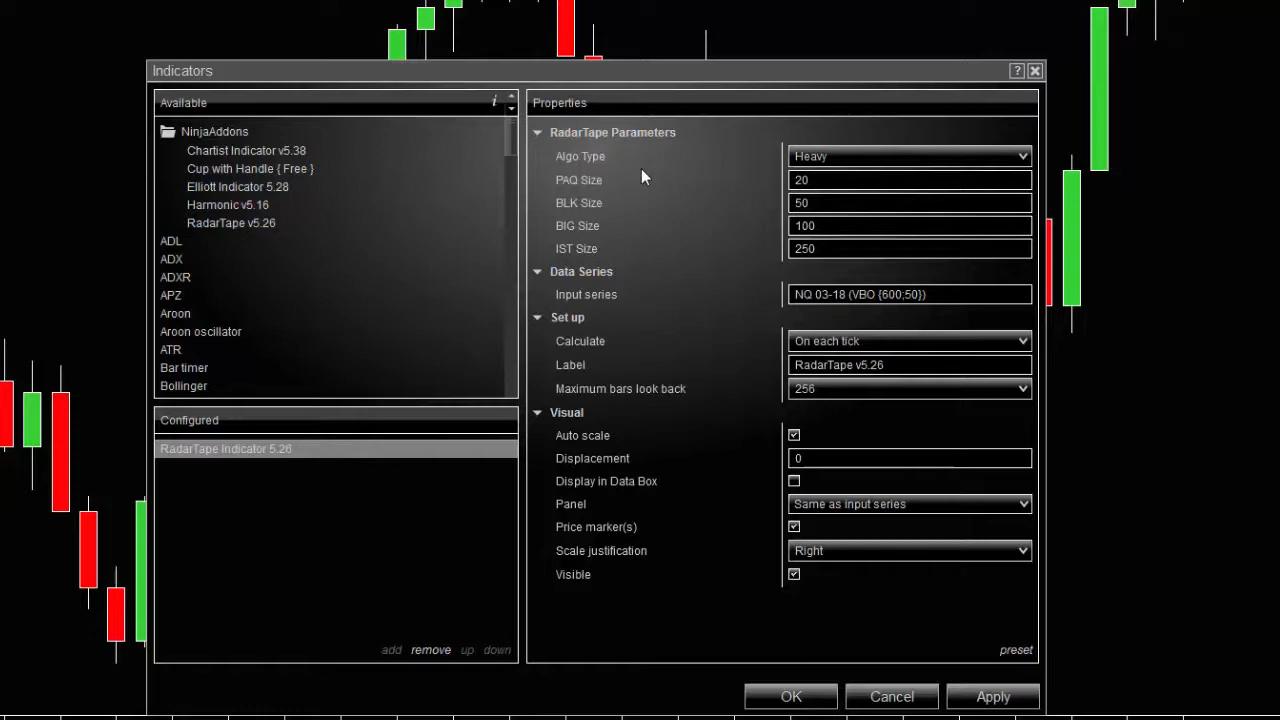 Indicators
?
Available
i
NinjaAddons
Chartist Indicator v5.38
Cup with Handle { Free }
Elliott Indicator 5.28
Harmonic v5.16
RadarTape v5.26
ADL
ADX
ADXR
APZ
Aroon
Aroon oscillator
ATR
Bar timer
Bollinger
Configured
RadarTape Indicator 5.26
add remove up down
Properties
RadarTape Parameters
Algo Type Heavy
PAQ Size 20
BLK Size 50
BIG Size 100
IST Size 250
Data Series
Input series NQ 03-18 (VBO {600;50})
Set up
Calculate On each tick
Label RadarTape v5.26
Maximum bars look back 256
Visual
Auto scale
Displacement 0
Display in Data Box
Panel Same as input series
Price marker(s)
Scale justification Right
Visible
preset
OK Cancel Apply